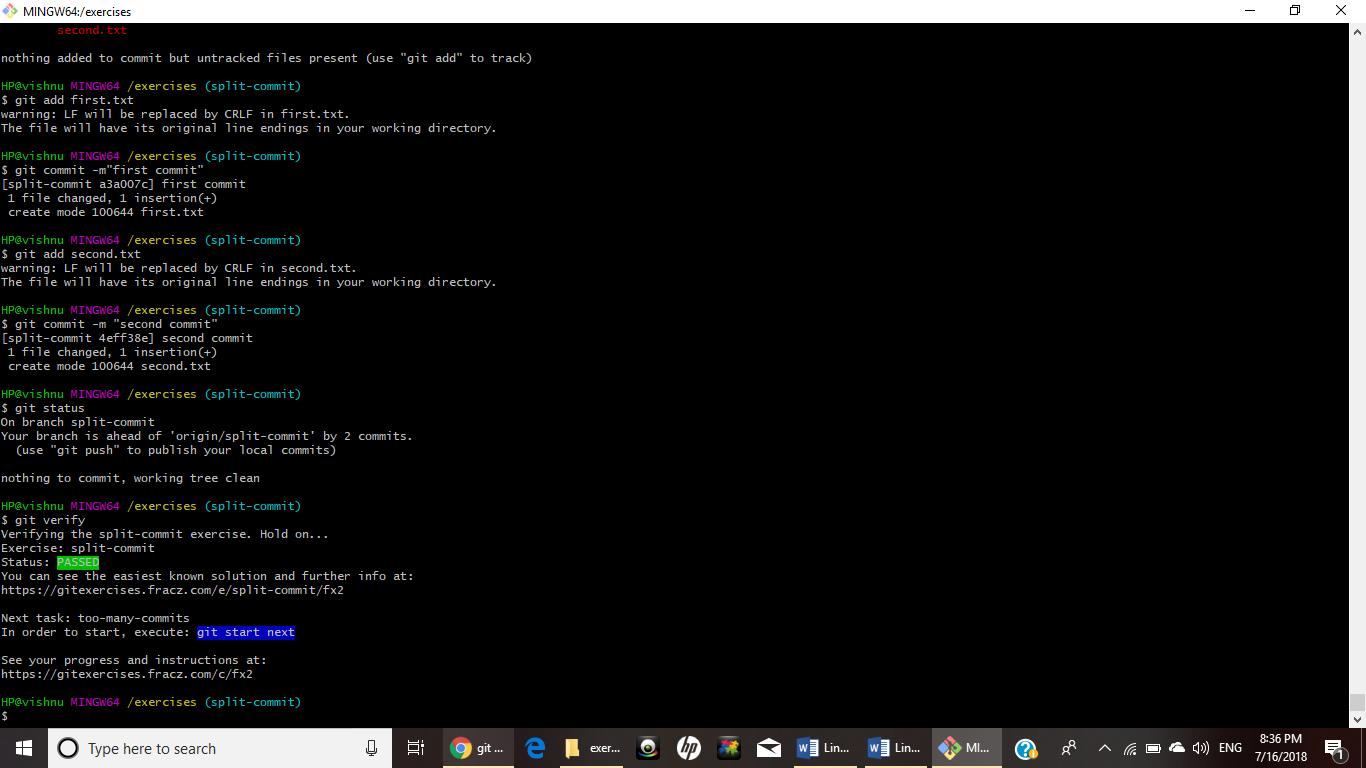 MINGW64:/exercises
second.txt
nothing added to commit but untracked files present (use "git add" to track)
HP@vishnu MINGW64 /exercises (split-commit)
$ git add first.txt
warning: LF will be replaced by CRLF in first.txt.
The file will have its original line endings in your working directory.
HP@vishnu MINGW64 /exercises (split-commit)
$ git commit -m"first commit"
[split-commit a3a007c] first commit
1 file changed, 1 insertion(+)
create mode 100644 first.txt
HP@vishnu MINGW64 /exercises (split-commit)
$ git add second.txt
warning: LF will be replaced by CRLF in second.txt.
The file will have its original line endings in your working directory.
HP@vishnu MINGW64 /exercises (split-commit)
$ git commit -m "second commit"
[split-commit 4eff38e] second commit
1 file changed, 1 insertion(+)
create mode 100644 second.txt
HP@vishnu MINGW64 /exercises (split-commit)
$ git status
On branch split-commit
Your branch is ahead of 'origin/split-commit' by 2 commits.
(use "git push" to publish your local commits)
nothing to commit, working tree clean
HP@vishnu MINGW64 /exercises (split-commit)
$ git verify
Verifying the split-commit exercise. Hold on...
Exercise: split-commit
Status: PASSED
You can see the easiest known solution and further info at:
https://gitexercises.fracz.com/e/split-commit/fx2
Next task: too-many-commits
In order to start, execute: git start next
See your progress and instructions at:
https://gitexercises.fracz.com/c/fx2
HP@vishnu MINGW64 /exercises (split-commit)
$
Type here to search
git ...
exer...
hp
Lin...
Lin...
MI...
ENG
8:36 PM
7/16/2018
1